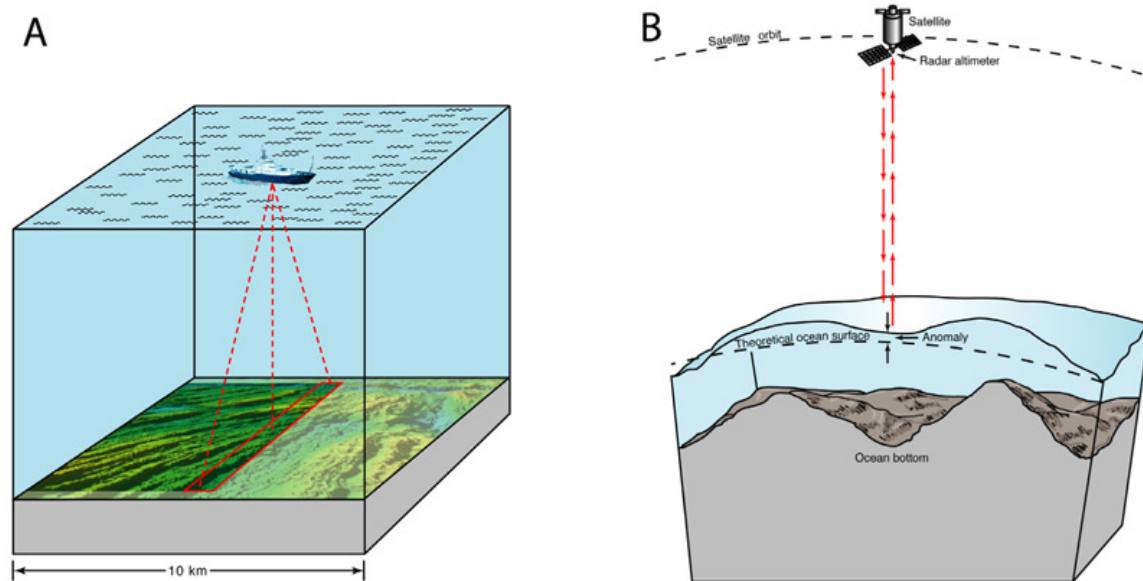 A
10 km
B
Satellite
Satellite orbit
Radar altimeter
Theoretical ocean surface
Anomaly
Ocean bottom